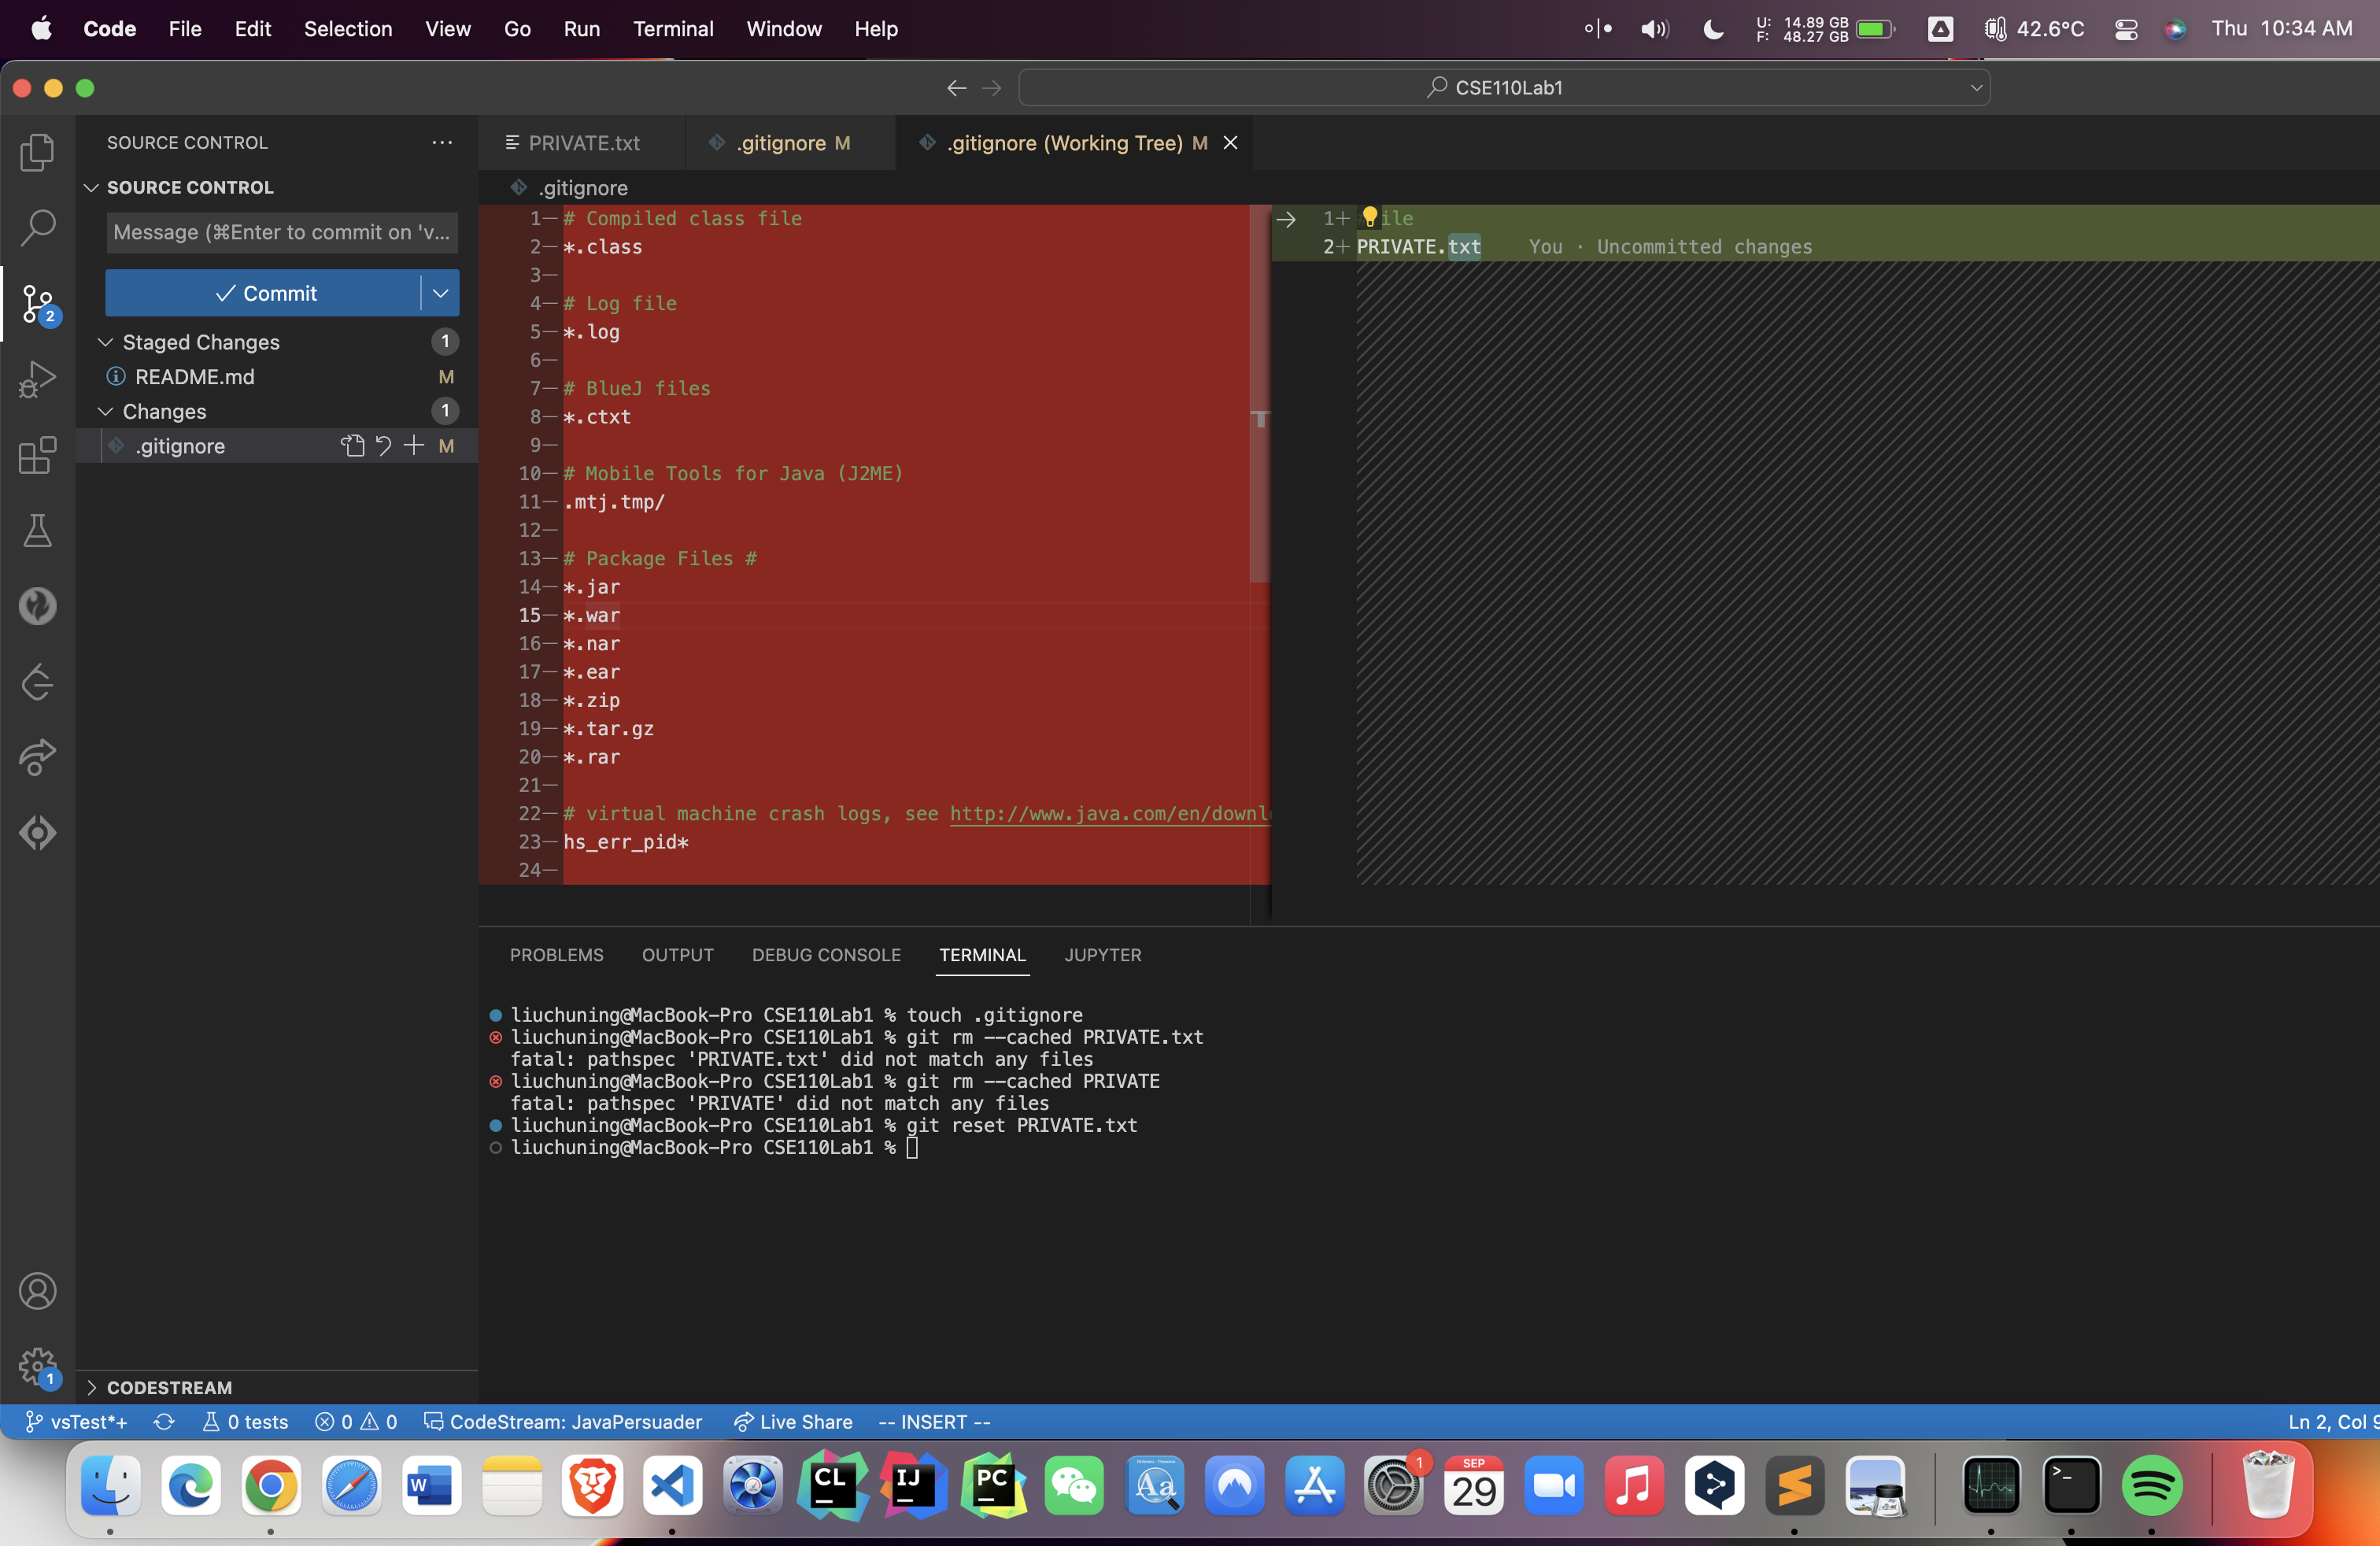 Code File Edit Selection View Go Run Terminal Window Help
U: 14.89 GB
F: 48.27 GB
42.6°C
Thu 10:34 AM
CSE110Lab1
SOURCE CONTROL
PRIVATE.txt
.gitignore M
.gitignore (Working Tree) M
SOURCE CONTROL
Message (⌘Enter to commit on 'v...
Commit
Staged Changes 1
README.md M
Changes 1
.gitignore M
2
.gitignore
1 # Compiled class file
2 *.class
3
4 # Log file
5 *.log
6
7 # BlueJ files
8 *.ctxt
9
10 # Mobile Tools for Java (J2ME)
11 .mtj.tmp/
12
13 # Package Files #
14 *.jar
15 *.war
16 *.nar
17 *.ear
18 *.zip
19 *.tar.gz
20 *.rar
21
22 # virtual machine crash logs, see http://www.java.com/en/downl
23 hs_err_pid*
24
1+ ile
2+ PRIVATE.txt You · Uncommitted changes
PROBLEMS OUTPUT DEBUG CONSOLE TERMINAL JUPYTER
liuchuning@MacBook-Pro CSE110Lab1 % touch .gitignore
liuchuning@MacBook-Pro CSE110Lab1 % git rm --cached PRIVATE.txt
fatal: pathspec 'PRIVATE.txt' did not match any files
liuchuning@MacBook-Pro CSE110Lab1 % git rm --cached PRIVATE
fatal: pathspec 'PRIVATE' did not match any files
liuchuning@MacBook-Pro CSE110Lab1 % git reset PRIVATE.txt
liuchuning@MacBook-Pro CSE110Lab1 %
1
CODESTREAM
vsTest*+ 0 tests 0 0 CodeStream: JavaPersuader Live Share -- INSERT -- Ln 2, Col 9
W
CL
IJ
PC
Aa
1
SEP
29
>_